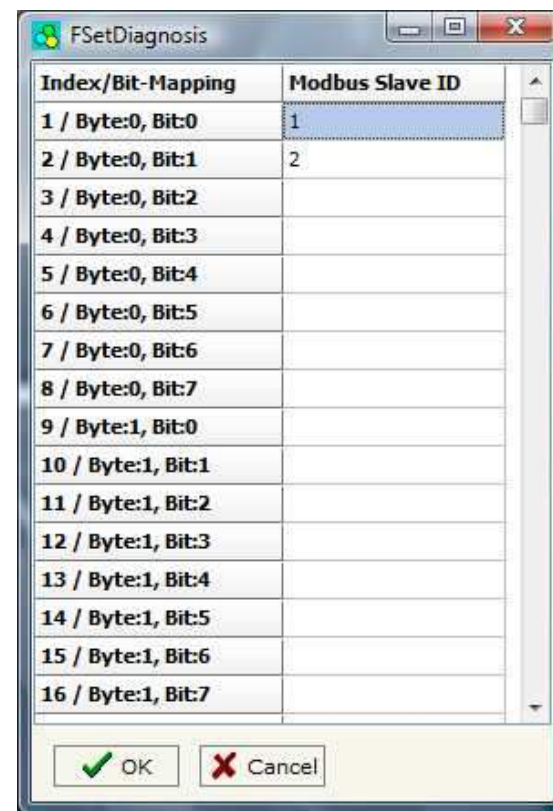 FSetDiagnosis
Index/Bit-Mapping Modbus Slave ID
1 / Byte:0, Bit:0 1
2 / Byte:0, Bit:1 2
3 / Byte:0, Bit:2
4 / Byte:0, Bit:3
5 / Byte:0, Bit:4
6 / Byte:0, Bit:5
7 / Byte:0, Bit:6
8 / Byte:0, Bit:7
9 / Byte:1, Bit:0
10 / Byte:1, Bit:1
11 / Byte:1, Bit:2
12 / Byte:1, Bit:3
13 / Byte:1, Bit:4
14 / Byte:1, Bit:5
15 / Byte:1, Bit:6
16 / Byte:1, Bit:7
OK Cancel